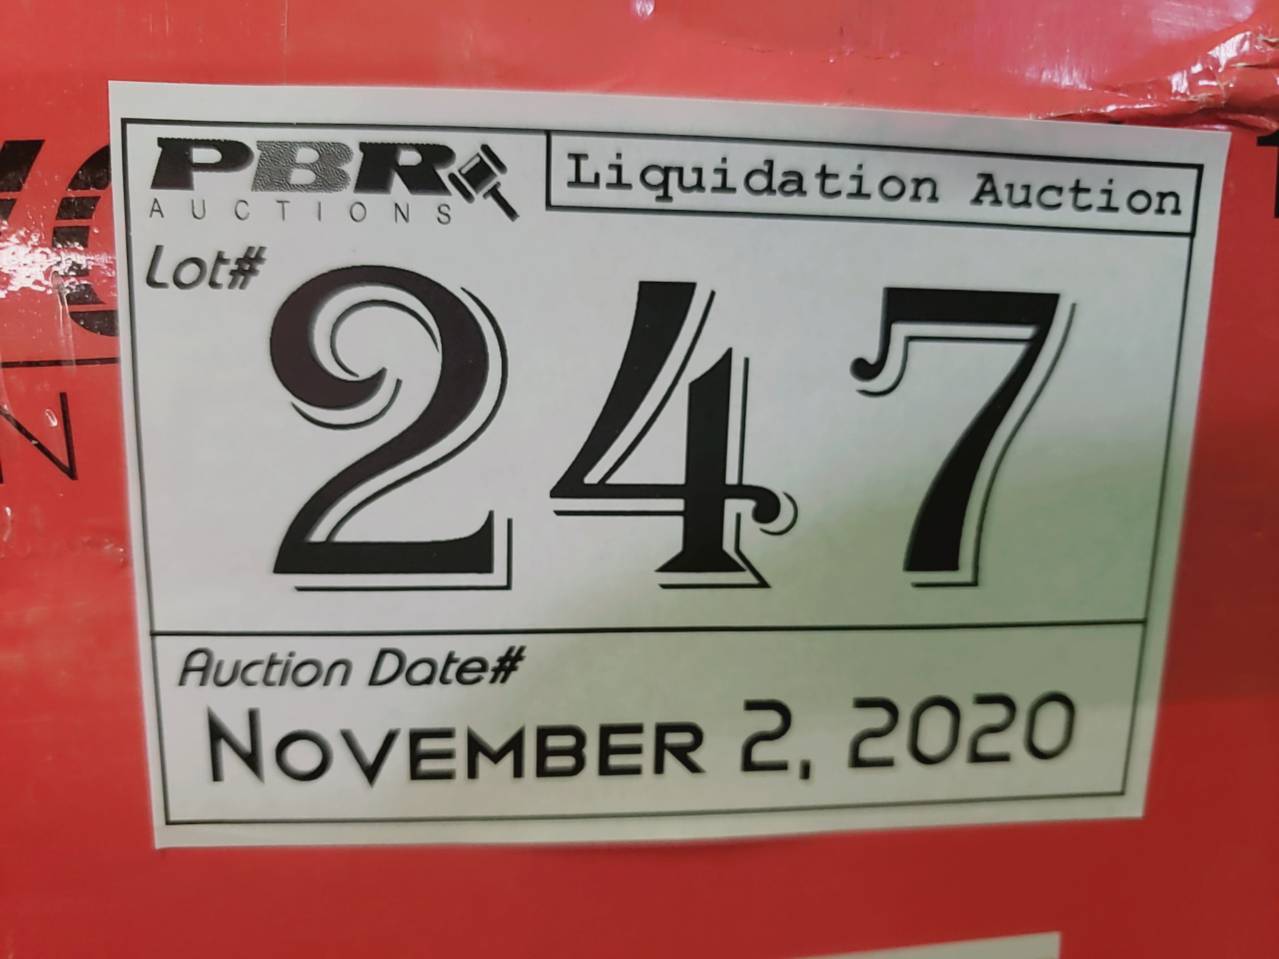 PBR
AUCTIONS
Liquidation Auction
Lot#
247
Auction Date#
NOVEMBER 2, 2020